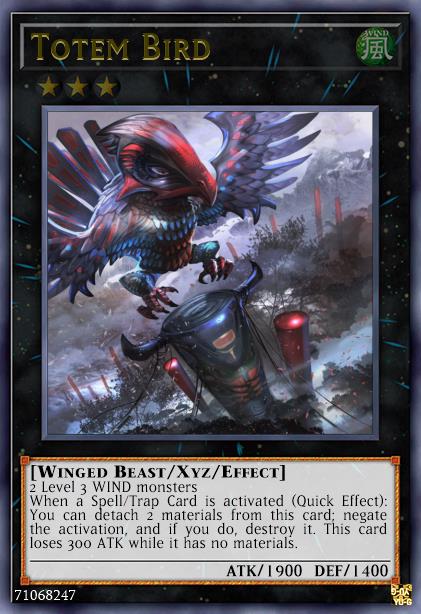 TOTEM BIRD
WIND
風
[WINGED BEAST/XYZ/EFFECT]
2 Level 3 WIND monsters
When a Spell/Trap Card is activated (Quick Effect):
You can detach 2 materials from this card; negate
the activation, and if you do, destroy it. This card
loses 300 ATK while it has no materials.
ATK/1900 DEF/1400
71068247